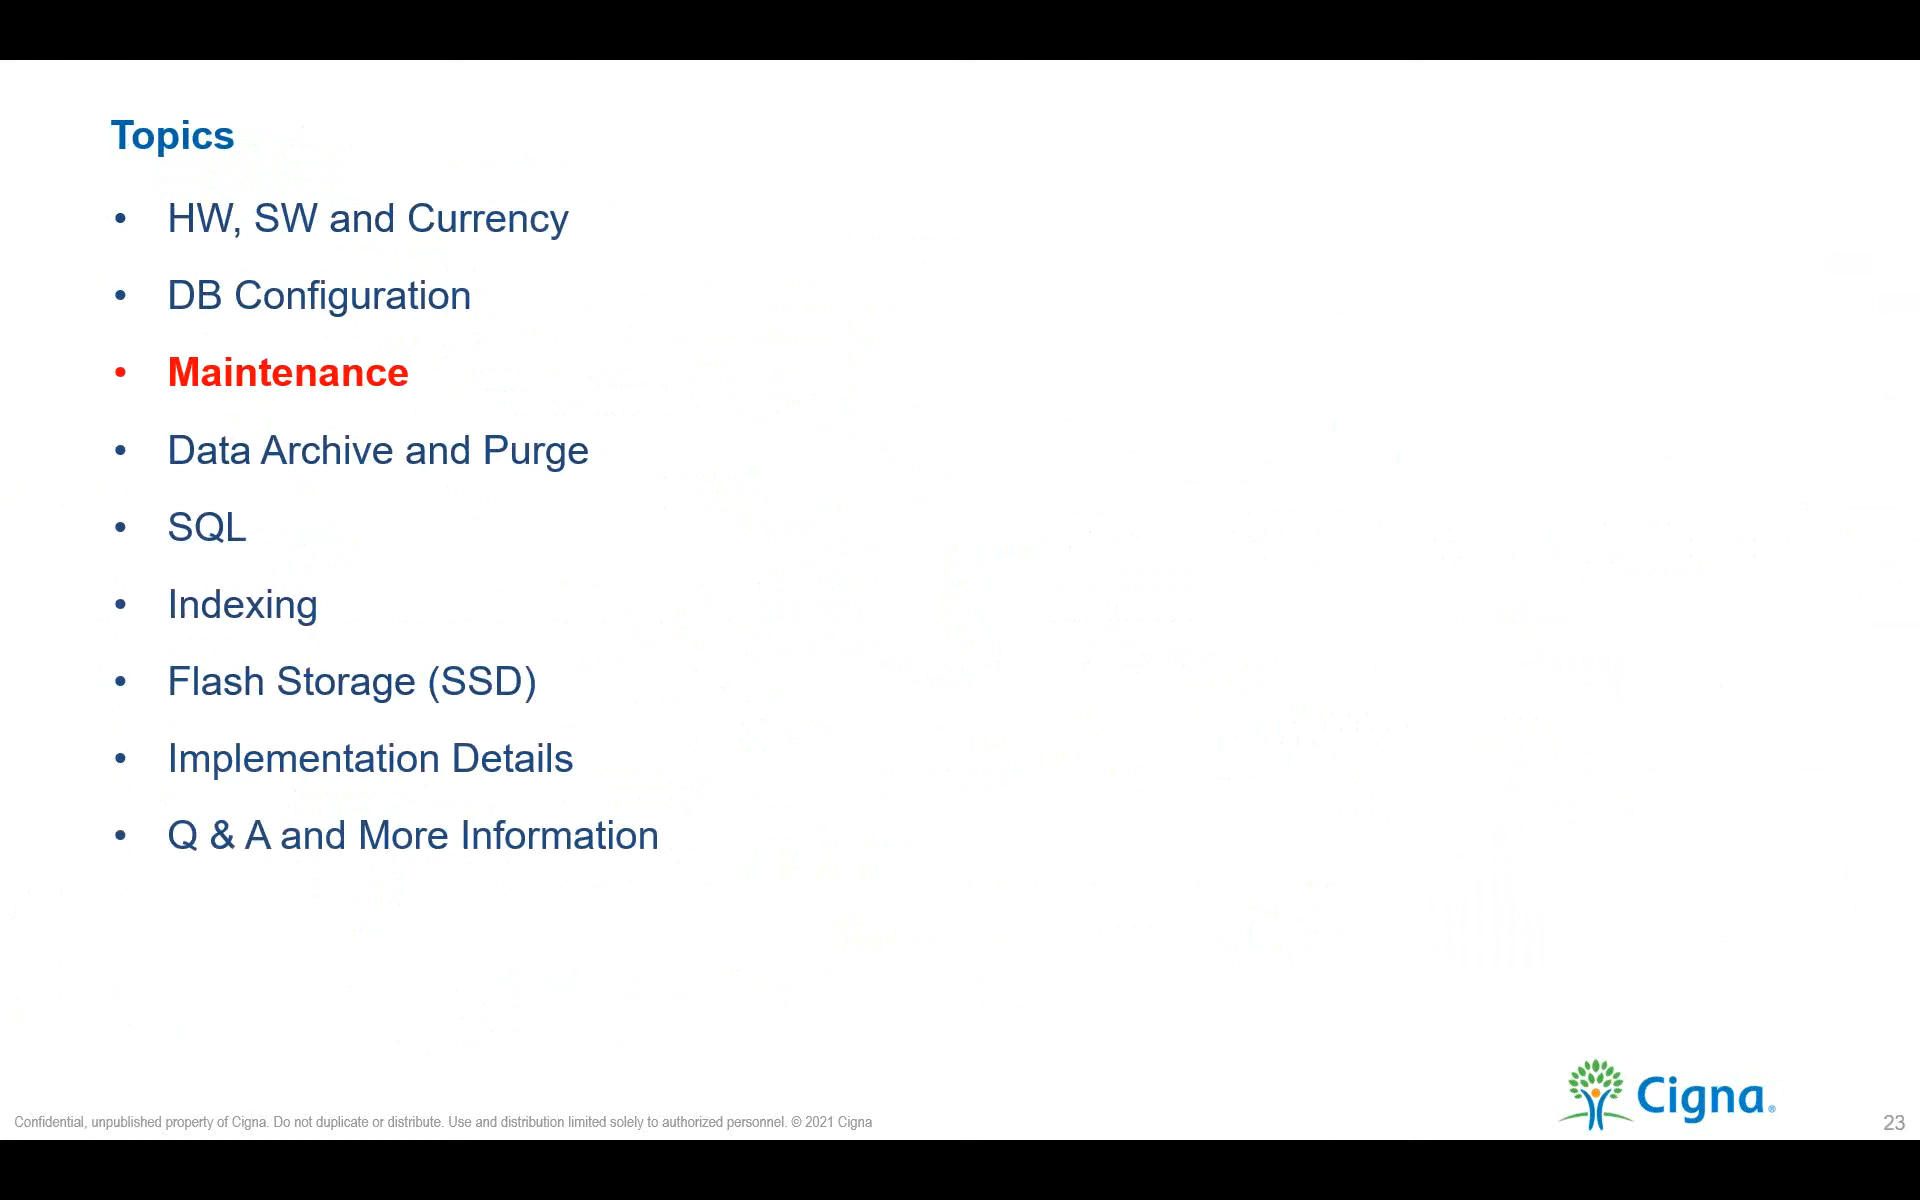 Topics
• HW, SW and Currency
• DB Configuration
• Maintenance
• Data Archive and Purge
• SQL
• Indexing
• Flash Storage (SSD)
• Implementation Details
• Q & A and More Information
Cigna®
Confidential, unpublished property of Cigna. Do not duplicate or distribute. Use and distribution limited solely to authorized personnel. © 2021 Cigna
23